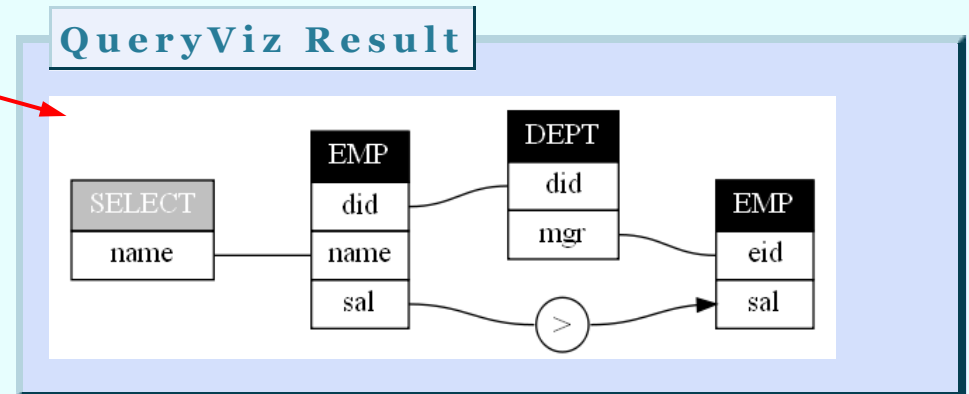 QueryViz Result
SELECT
name
EMP
did
name
sal
DEPT
did
mgr
>
EMP
eid
sal